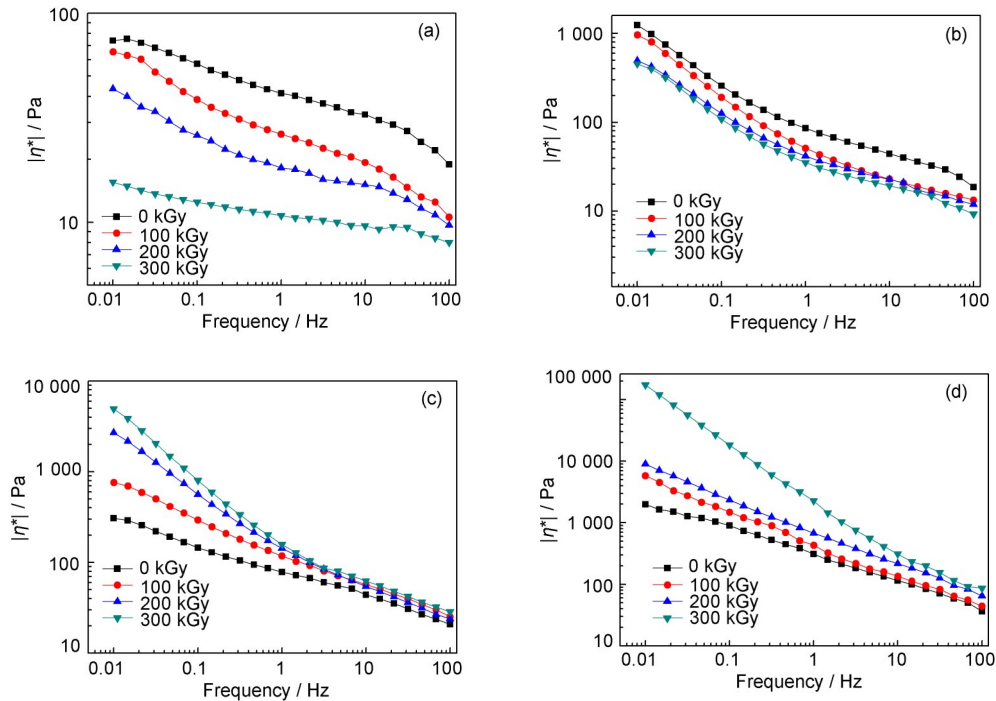 (a)
100
10
|η*| / Pa
0 kGy
100 kGy
200 kGy
300 kGy
0.01 0.1 1 10 100
Frequency / Hz
(b)
1 000
100
10
|η*| / Pa
0 kGy
100 kGy
200 kGy
300 kGy
0.01 0.1 1 10 100
Frequency / Hz
(c)
10 000
1 000
100
10
|η*| / Pa
0 kGy
100 kGy
200 kGy
300 kGy
0.01 0.1 1 10 100
Frequency / Hz
(d)
100 000
10 000
1 000
100
10
|η*| / Pa
0 kGy
100 kGy
200 kGy
300 kGy
0.01 0.1 1 10 100
Frequency / Hz